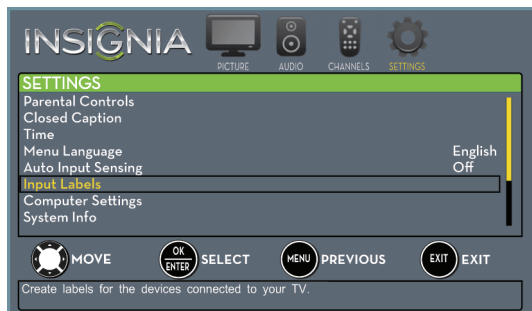 INSIGNIA
PICTURE AUDIO CHANNELS SETTINGS
SETTINGS
Parental Controls
Closed Caption
Time
Menu Language English
Auto Input Sensing Off
Input Labels
Computer Settings
System Info
MOVE OK ENTER SELECT MENU PREVIOUS EXIT EXIT
Create labels for the devices connected to your TV.